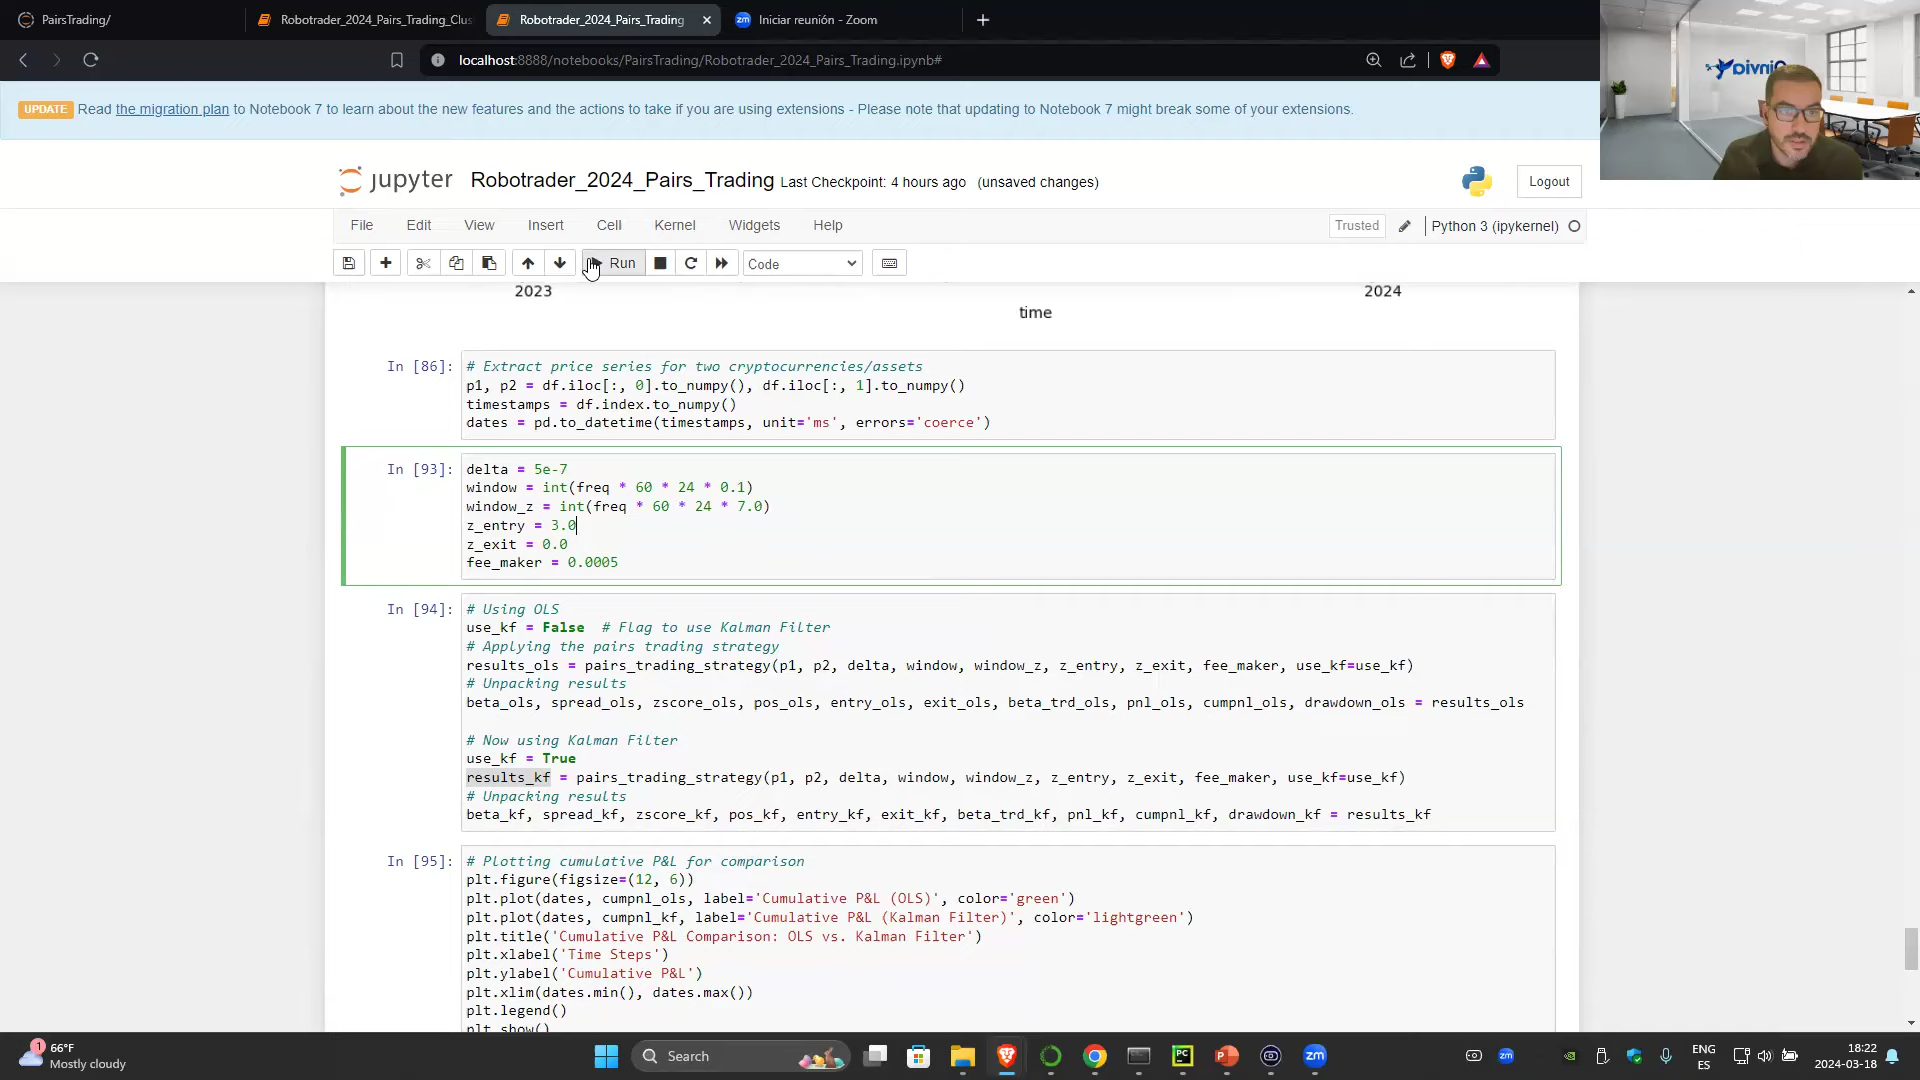 PairsTrading/
Robotrader_2024_Pairs_Trading_Clus
Robotrader_2024_Pairs_Trading
Iniciar reunión - Zoom
localhost:8888/notebooks/PairsTrading/Robotrader_2024_Pairs_Trading.ipynb#
UPDATE Read the migration plan to Notebook 7 to learn about the new features and the actions to take if you are using extensions - Please note that updating to Notebook 7 might break some of your extensions.
jupyter Robotrader_2024_Pairs_Trading Last Checkpoint: 4 hours ago (unsaved changes)
Logout
File Edit View Insert Cell Kernel Widgets Help
Trusted
Python 3 (ipykernel)
Run
Code
2023
2024
time
In [86]:
# Extract price series for two cryptocurrencies/assets
p1, p2 = df.iloc[:, 0].to_numpy(), df.iloc[:, 1].to_numpy()
timestamps = df.index.to_numpy()
dates = pd.to_datetime(timestamps, unit='ms', errors='coerce')
In [93]:
delta = 5e-7
window = int(freq * 60 * 24 * 0.1)
window_z = int(freq * 60 * 24 * 7.0)
z_entry = 3.0
z_exit = 0.0
fee_maker = 0.0005
In [94]:
# Using OLS
use_kf = False  # Flag to use Kalman Filter
# Applying the pairs trading strategy
results_ols = pairs_trading_strategy(p1, p2, delta, window, window_z, z_entry, z_exit, fee_maker, use_kf=use_kf)
# Unpacking results
beta_ols, spread_ols, zscore_ols, pos_ols, entry_ols, exit_ols, beta_trd_ols, pnl_ols, cumpnl_ols, drawdown_ols = results_ols
# Now using Kalman Filter
use_kf = True
results_kf = pairs_trading_strategy(p1, p2, delta, window, window_z, z_entry, z_exit, fee_maker, use_kf=use_kf)
# Unpacking results
beta_kf, spread_kf, zscore_kf, pos_kf, entry_kf, exit_kf, beta_trd_kf, pnl_kf, cumpnl_kf, drawdown_kf = results_kf
In [95]:
# Plotting cumulative P&L for comparison
plt.figure(figsize=(12, 6))
plt.plot(dates, cumpnl_ols, label='Cumulative P&L (OLS)', color='green')
plt.plot(dates, cumpnl_kf, label='Cumulative P&L (Kalman Filter)', color='lightgreen')
plt.title('Cumulative P&L Comparison: OLS vs. Kalman Filter')
plt.xlabel('Time Steps')
plt.ylabel('Cumulative P&L')
plt.xlim(dates.min(), dates.max())
plt.legend()
plt.show()
1
66°F
Mostly cloudy
Search
PC
zm
ENG
ES
18:22
2024-03-18